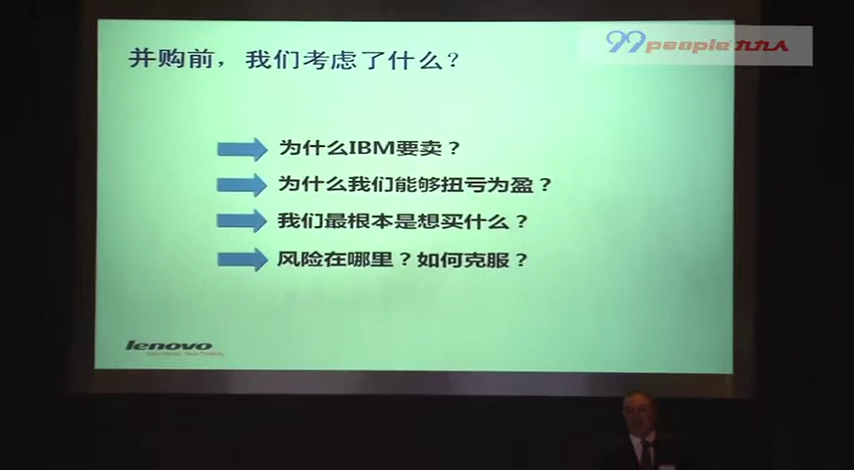 并购前，我们考虑了什么？
99people九九人
为什么IBM要卖？
为什么我们能够扭亏为盈？
我们最根本是想买什么？
风险在哪里？如何克服？
lenovo